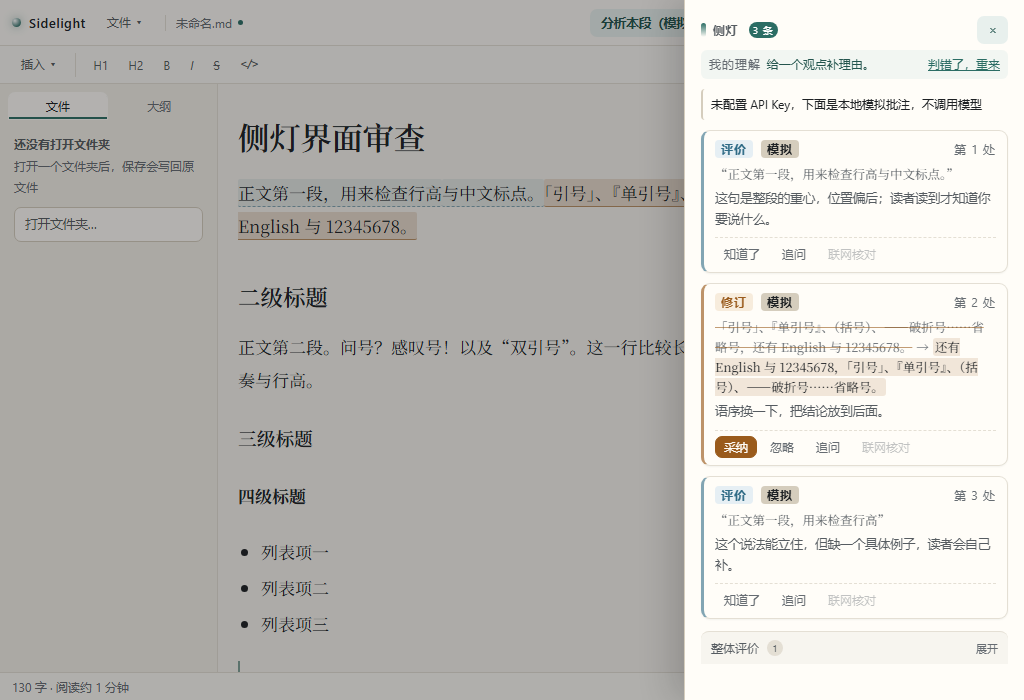 Sidelight
文件
未命名.md
分析本段（模拟
插入
H1 H2 B I S </>
文件
大纲
还没有打开文件夹
打开一个文件夹后，保存会写回原
文件
打开文件夹...
侧灯界面审查
正文第一段，用来检查行高与中文标点。「引号」、『单引号』、
English 与 12345678。
二级标题
正文第二段。问号？感叹号！以及“双引号”。这一行比较长
奏与行高。
三级标题
四级标题
列表项一
列表项二
列表项三
130 字 · 阅读约 1 分钟
侧灯
3 条
×
我的理解 给一个观点补理由。
判错了，重来
未配置 API Key，下面是本地模拟批注，不调用模型
评价 模拟 第 1 处
“正文第一段，用来检查行高与中文标点。”
这句是整段的重心，位置偏后；读者读到才知道你
要说什么。
知道了 追问 联网核对
修订 模拟 第 2 处
「引号」、『单引号』、（括号）、——破折号……省
略号，还有 English 与 12345678。 → 还有
English 与 12345678，「引号」、『单引号』、（括
号）、——破折号……省略号。
语序换一下，把结论放到后面。
采纳 忽略 追问 联网核对
评价 模拟 第 3 处
“正文第一段，用来检查行高”
这个说法能立住，但缺一个具体例子，读者会自己
补。
知道了 追问 联网核对
整体评价 1 展开